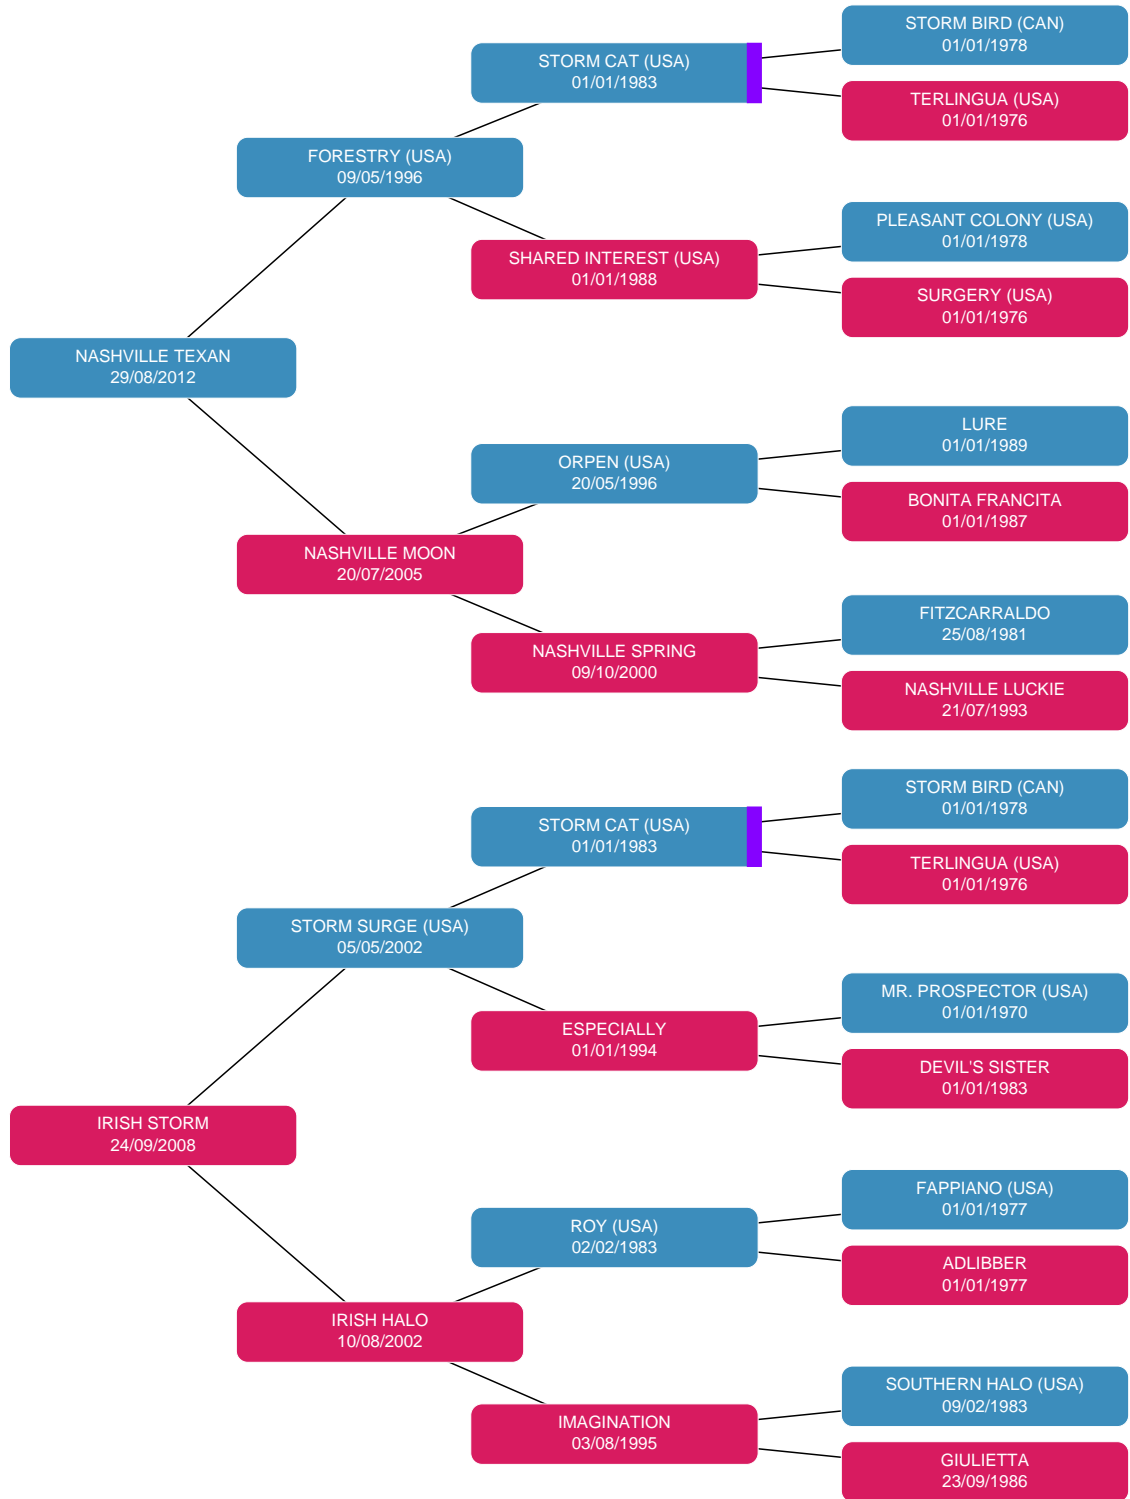 STORM BIRD (CAN)
01/01/1978
STORM CAT (USA)
01/01/1983
TERLINGUA (USA)
01/01/1976
FORESTRY (USA)
09/05/1996
PLEASANT COLONY (USA)
01/01/1978
SHARED INTEREST (USA)
01/01/1988
SURGERY (USA)
01/01/1976
NASHVILLE TEXAN
29/08/2012
LURE
01/01/1989
ORPEN (USA)
20/05/1996
BONITA FRANCITA
01/01/1987
NASHVILLE MOON
20/07/2005
FITZCARRALDO
25/08/1981
NASHVILLE SPRING
09/10/2000
NASHVILLE LUCKIE
21/07/1993
STORM BIRD (CAN)
01/01/1978
STORM CAT (USA)
01/01/1983
TERLINGUA (USA)
01/01/1976
STORM SURGE (USA)
05/05/2002
MR. PROSPECTOR (USA)
01/01/1970
ESPECIALLY
01/01/1994
DEVIL'S SISTER
01/01/1983
IRISH STORM
24/09/2008
FAPPIANO (USA)
01/01/1977
ROY (USA)
02/02/1983
ADLIBBER
01/01/1977
IRISH HALO
10/08/2002
SOUTHERN HALO (USA)
09/02/1983
IMAGINATION
03/08/1995
GIULIETTA
23/09/1986